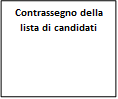 Contrassegno della
lista di candidati